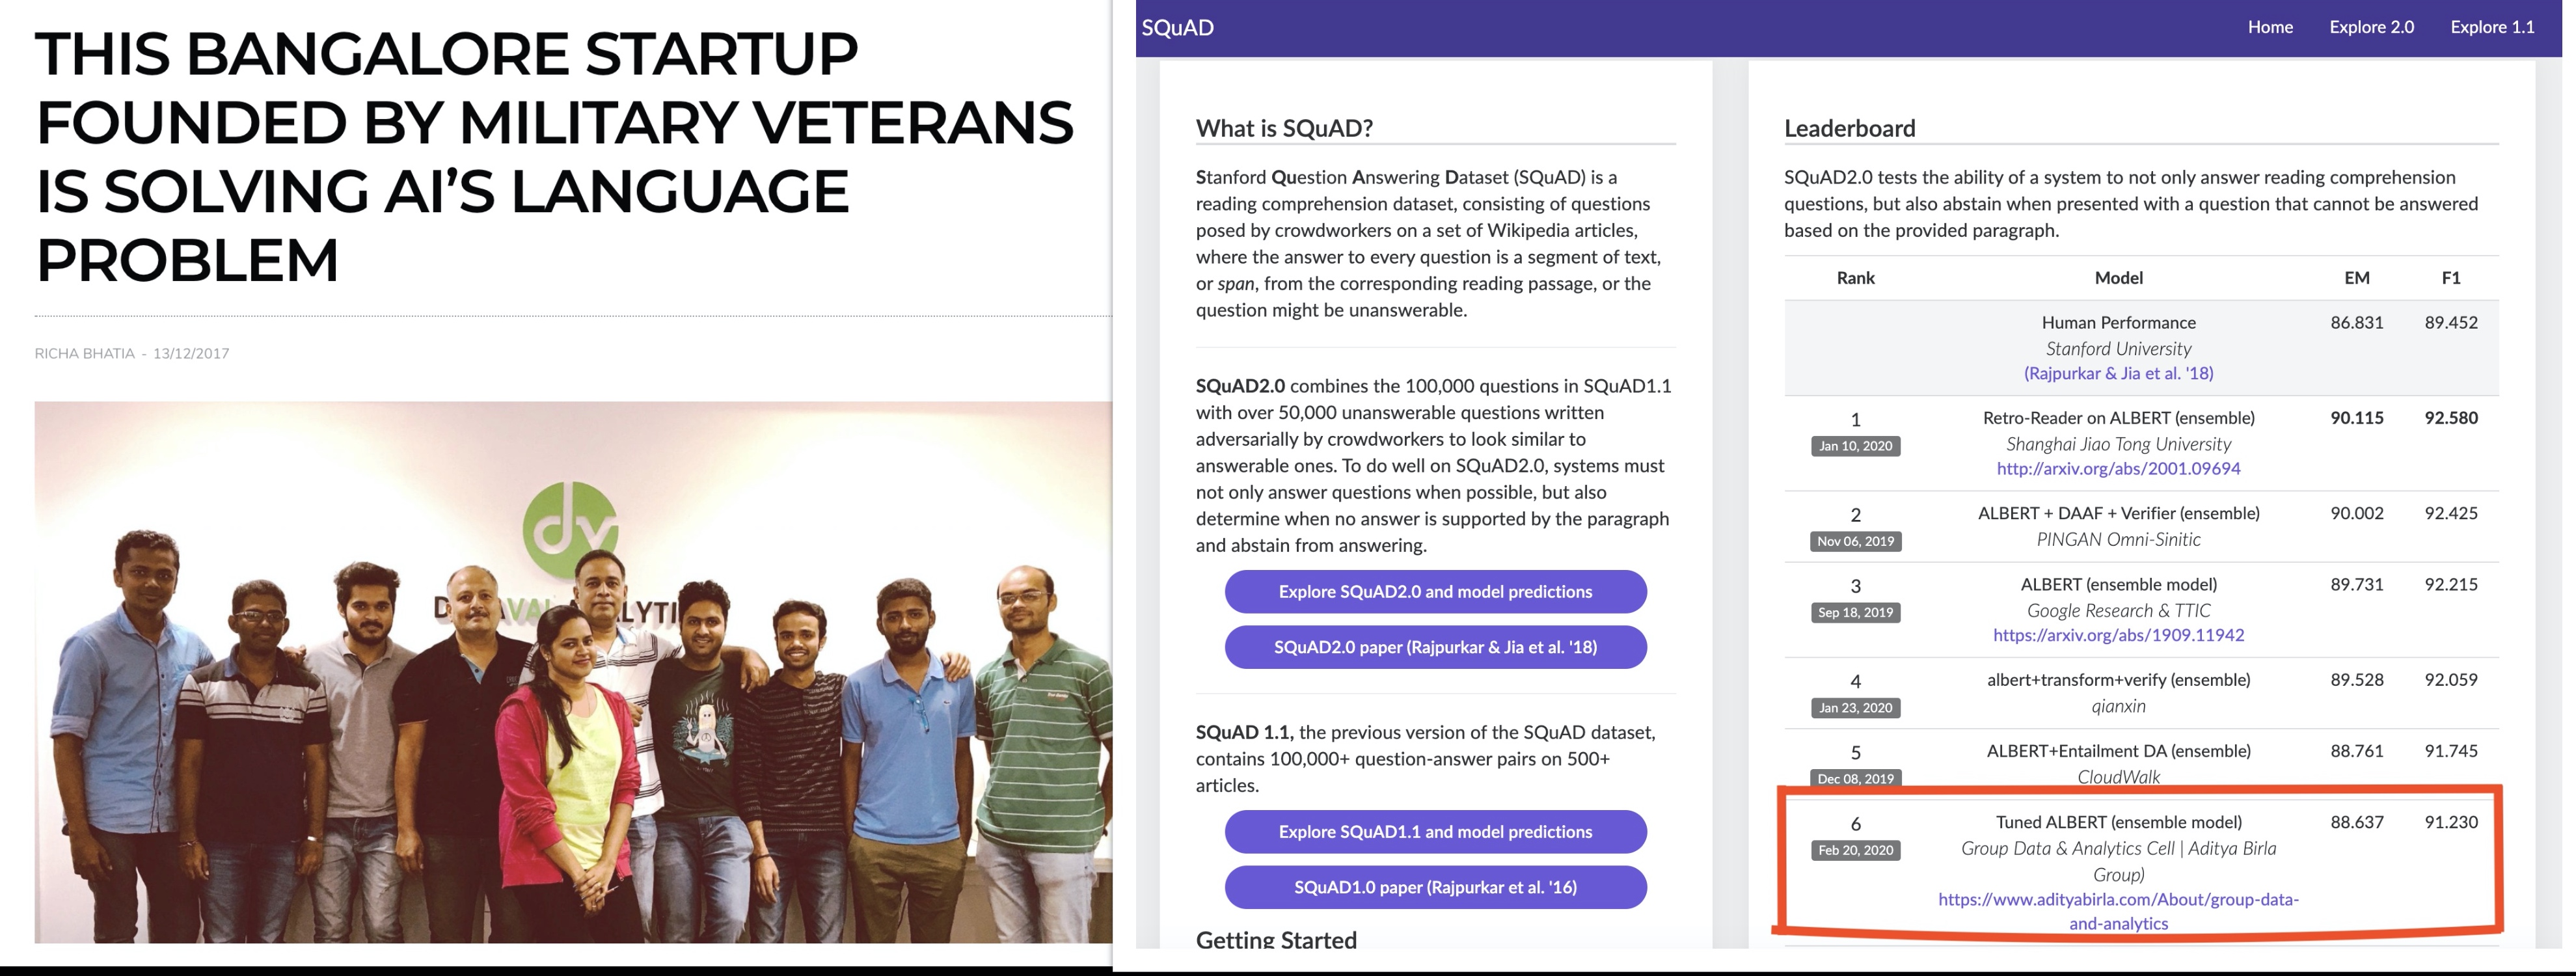 THIS BANGALORE STARTUP
FOUNDED BY MILITARY VETERANS
IS SOLVING AI’S LANGUAGE
PROBLEM
RICHA BHATIA - 13/12/2017
dv
SQuAD
Home Explore 2.0 Explore 1.1
What is SQuAD?
Stanford Question Answering Dataset (SQuAD) is a
reading comprehension dataset, consisting of questions
posed by crowdworkers on a set of Wikipedia articles,
where the answer to every question is a segment of text,
or span, from the corresponding reading passage, or the
question might be unanswerable.
SQuAD2.0 combines the 100,000 questions in SQuAD1.1
with over 50,000 unanswerable questions written
adversarially by crowdworkers to look similar to
answerable ones. To do well on SQuAD2.0, systems must
not only answer questions when possible, but also
determine when no answer is supported by the paragraph
and abstain from answering.
Explore SQuAD2.0 and model predictions
SQuAD2.0 paper (Rajpurkar & Jia et al. '18)
SQuAD 1.1, the previous version of the SQuAD dataset,
contains 100,000+ question-answer pairs on 500+
articles.
Explore SQuAD1.1 and model predictions
SQuAD1.0 paper (Rajpurkar et al. '16)
Getting Started
Leaderboard
SQuAD2.0 tests the ability of a system to not only answer reading comprehension
questions, but also abstain when presented with a question that cannot be answered
based on the provided paragraph.
Rank Model EM F1
Human Performance 86.831 89.452
Stanford University
(Rajpurkar & Jia et al. '18)
1 Retro-Reader on ALBERT (ensemble) 90.115 92.580
Jan 10, 2020 Shanghai Jiao Tong University
http://arxiv.org/abs/2001.09694
2 ALBERT + DAAF + Verifier (ensemble) 90.002 92.425
Nov 06, 2019 PINGAN Omni-Sinitic
3 ALBERT (ensemble model) 89.731 92.215
Sep 18, 2019 Google Research & TTIC
https://arxiv.org/abs/1909.11942
4 albert+transform+verify (ensemble) 89.528 92.059
Jan 23, 2020 qianxin
5 ALBERT+Entailment DA (ensemble) 88.761 91.745
Dec 08, 2019 CloudWalk
6 Tuned ALBERT (ensemble model) 88.637 91.230
Feb 20, 2020 Group Data & Analytics Cell | Aditya Birla
Group)
https://www.adityabirla.com/About/group-data-
and-analytics